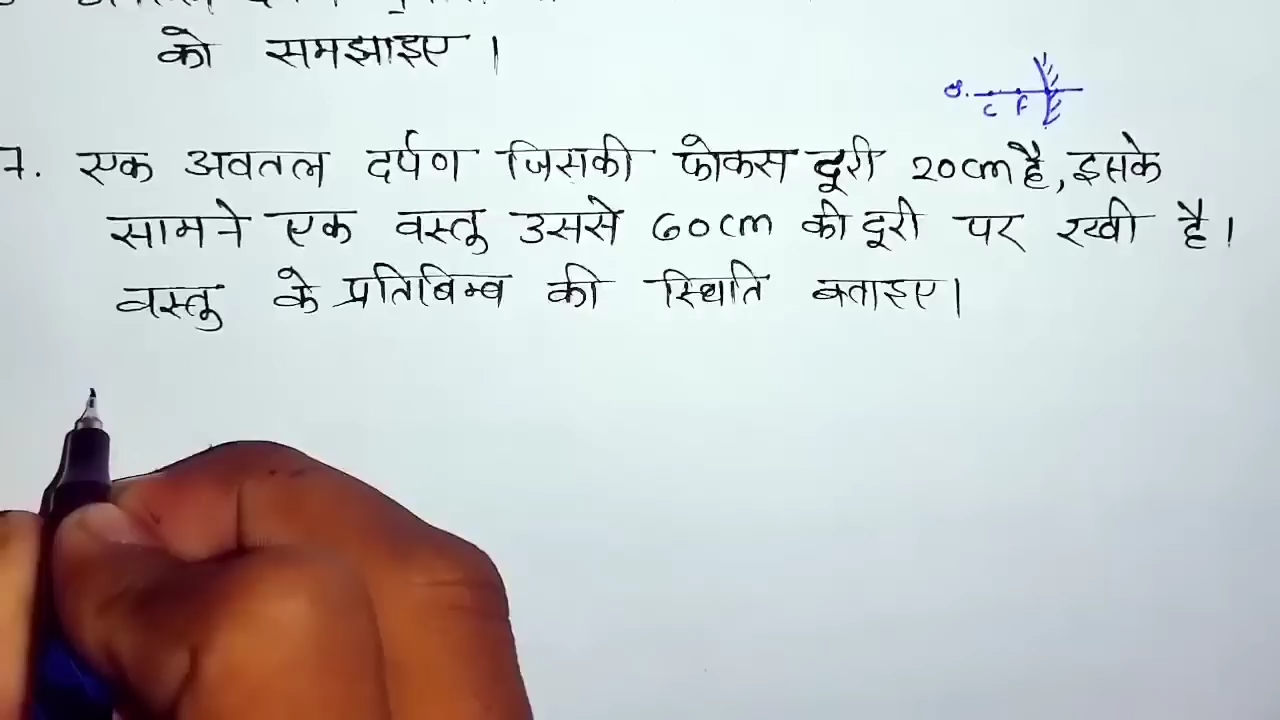 को समझाइए।
O. C F
7. एक अवतल दर्पण जिसकी फोकस दूरी 20cm है, इसके
सामने एक वस्तु उससे 60cm की दूरी पर रखी है।
वस्तु के प्रतिबिम्ब की स्थिति बताइए।